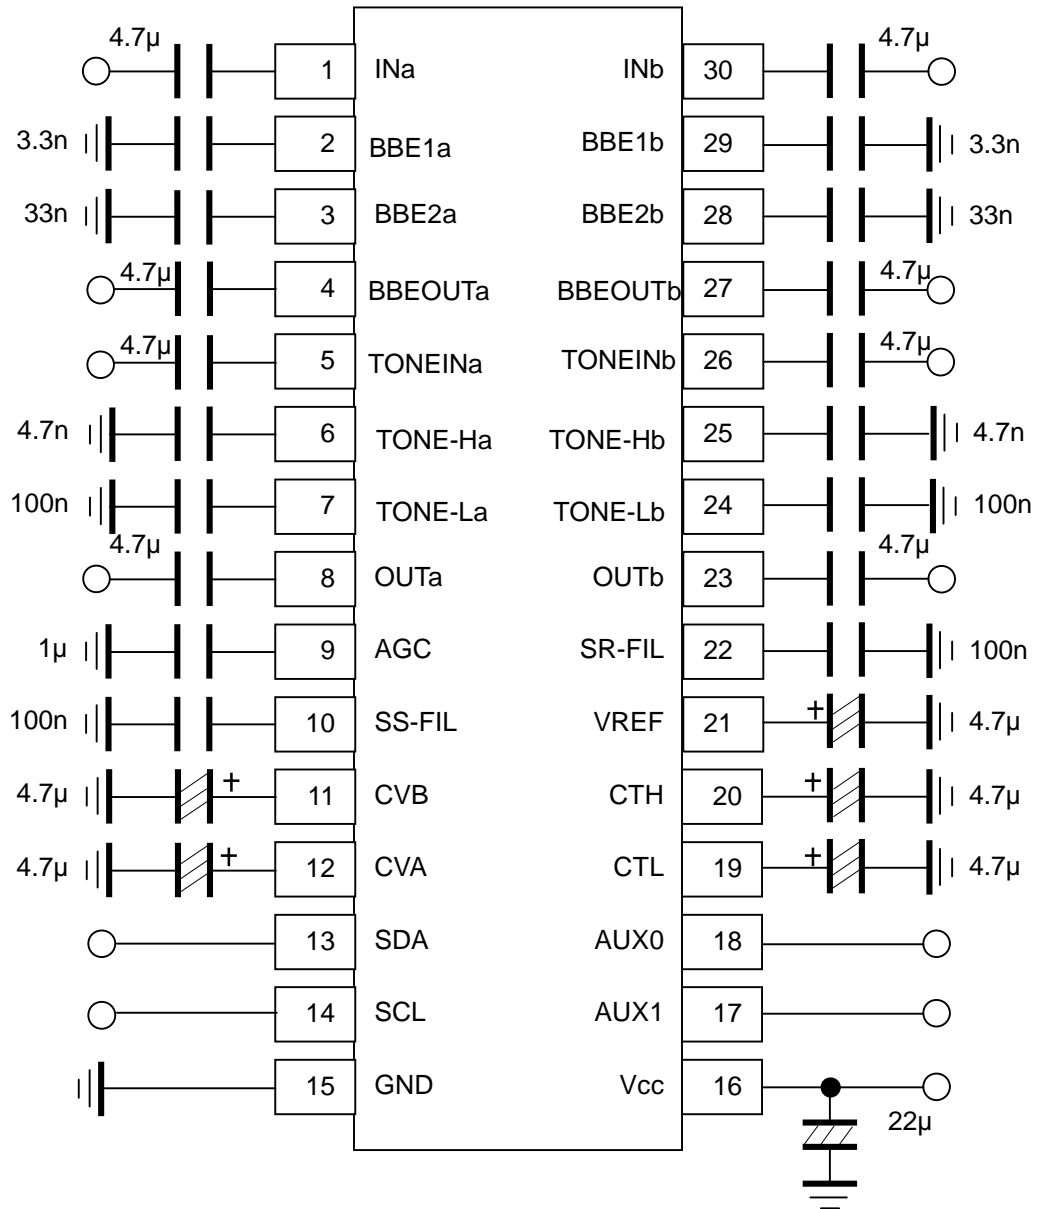 4.7µ 1 INa INb 30 4.7µ
3.3n 2 BBE1a BBE1b 29 3.3n
33n 3 BBE2a BBE2b 28 33n
4.7µ 4 BBEOUTa BBEOUTb 27 4.7µ
4.7µ 5 TONEINa TONEINb 26 4.7µ
4.7n 6 TONE-Ha TONE-Hb 25 4.7n
100n 7 TONE-La TONE-Lb 24 100n
4.7µ 8 OUTa OUTb 23 4.7µ
1µ 9 AGC SR-FIL 22 100n
100n 10 SS-FIL VREF 21 + 4.7µ
4.7µ + 11 CVB CTH 20 + 4.7µ
4.7µ + 12 CVA CTL 19 + 4.7µ
13 SDA AUX0 18
14 SCL AUX1 17
15 GND Vcc 16
22µ